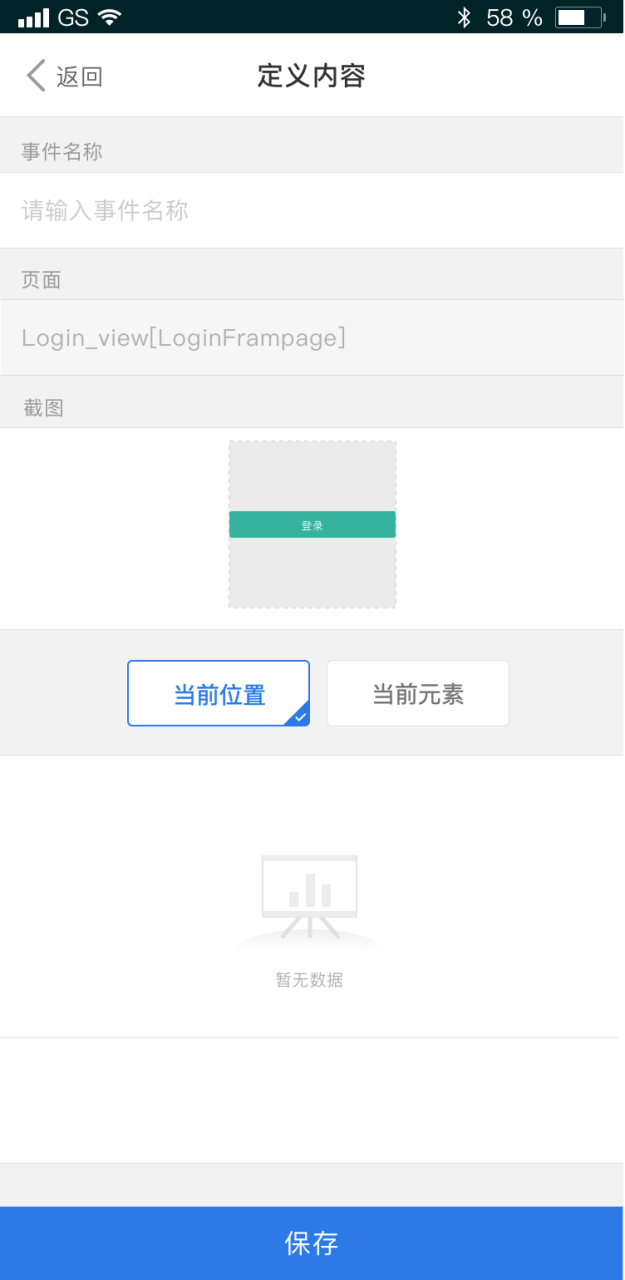 GS 58 %
返回 定义内容
事件名称
请输入事件名称
页面
Login_view[LoginFrampage]
截图
登录
当前位置 当前元素
暂无数据
保存